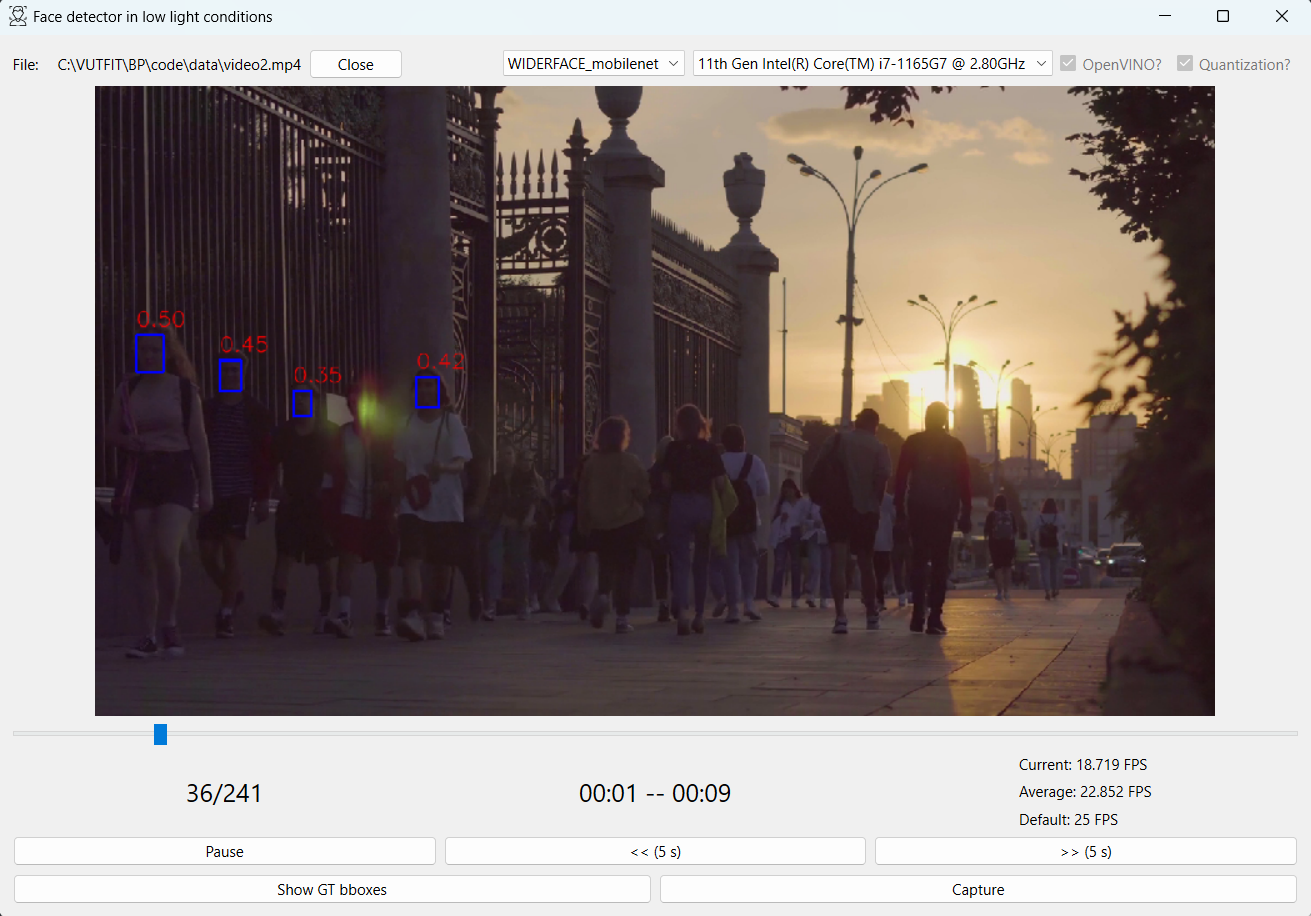 Face detector in low light conditions
File: C:\VUTFIT\BP\code\data\video2.mp4 Close WIDERFACE_mobilenet 11th Gen Intel(R) Core(TM) i7-1165G7 @ 2.80GHz OpenVINO? Quantization?
0.50
0.45
0.35
0.42
36/241
00:01 -- 00:09
Current: 18.719 FPS
Average: 22.852 FPS
Default: 25 FPS
Pause << (5 s) >> (5 s)
Show GT bboxes Capture